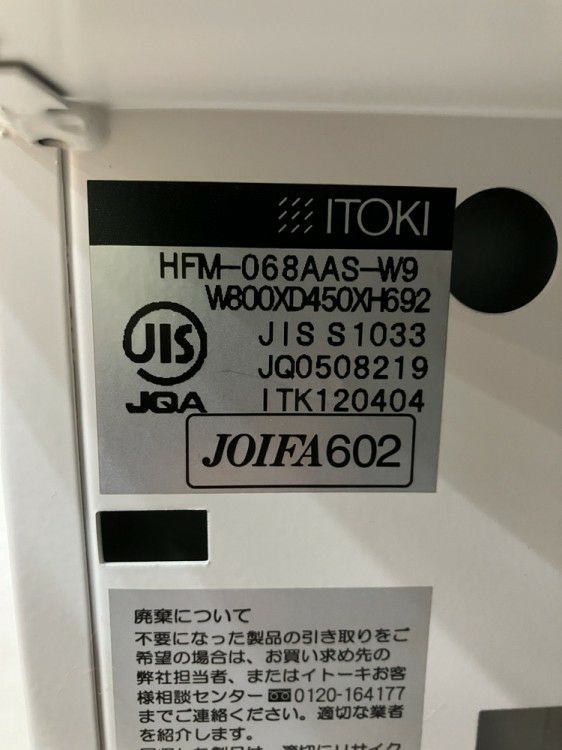 ITOKI
HFM-068AAS-W9
W800XD450XH692
JIS
JIS S1033
JQ0508219
JQA
ITK120404
JOIFA602
廃棄について
不要になった製品の引き取りをご
希望の場合は、お買い求め先の
弊社担当者、またはイトーキお客
様相談センター 0120-164177
までご連絡ください。適切な業者
を紹介します。